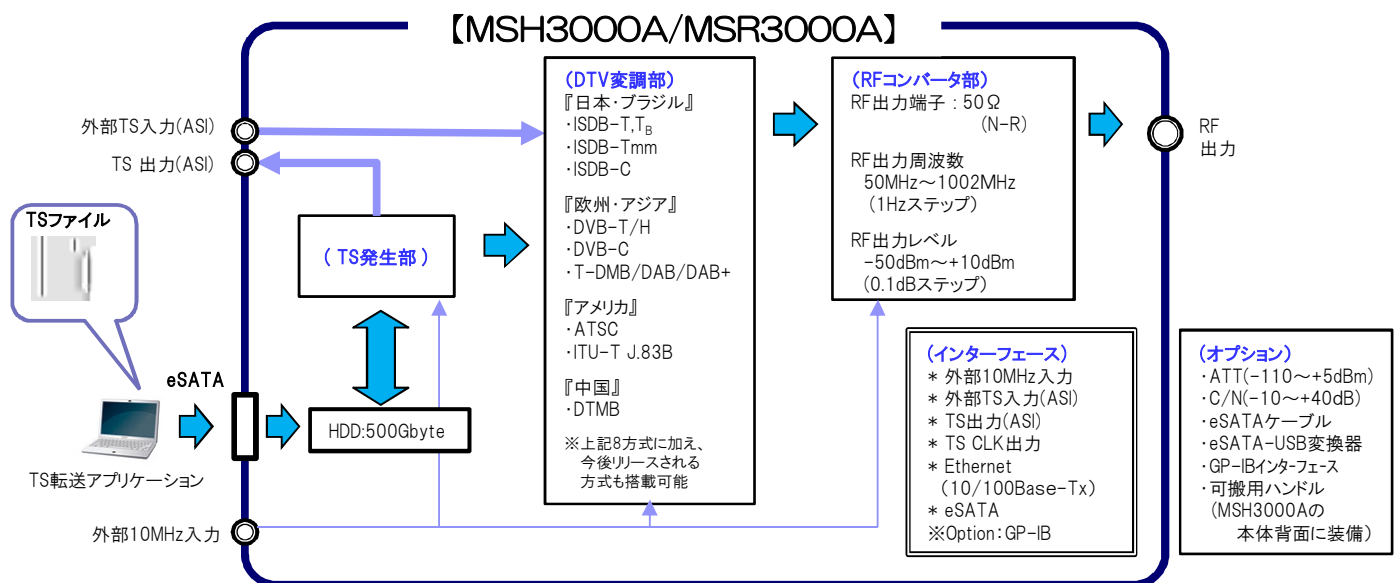 【MSH3000A/MSR3000A】
外部TS入力(ASI)
TS 出力(ASI)
TSファイル
eSATA
TS転送アプリケーション
外部10MHz入力
( TS発生部 )
HDD:500Gbyte
(DTV変調部)
『日本・ブラジル』
・ISDB-T,TB
・ISDB-Tmm
・ISDB-C
『欧州・アジア』
・DVB-T/H
・DVB-C
・T-DMB/DAB/DAB+
『アメリカ』
・ATSC
・ITU-T J.83B
『中国』
・DTMB
※上記8方式に加え、
今後リリースされる
方式も搭載可能
(RFコンバータ部)
RF出力端子:50Ω
(N-R)
RF出力周波数
50MHz~1002MHz
(1Hzステップ)
RF出力レベル
-50dBm~+10dBm
(0.1dBステップ)
RF
出力
(インターフェース)
* 外部10MHz入力
* 外部TS入力(ASI)
* TS出力(ASI)
* TS CLK出力
* Ethernet
(10/100Base-Tx)
* eSATA
※Option:GP-IB
(オプション)
・ATT(-110~+5dBm)
・C/N(-10~+40dB)
・eSATAケーブル
・eSATA-USB変換器
・GP-IBインターフェース
・可搬用ハンドル
(MSH3000Aの
本体背面に装備)